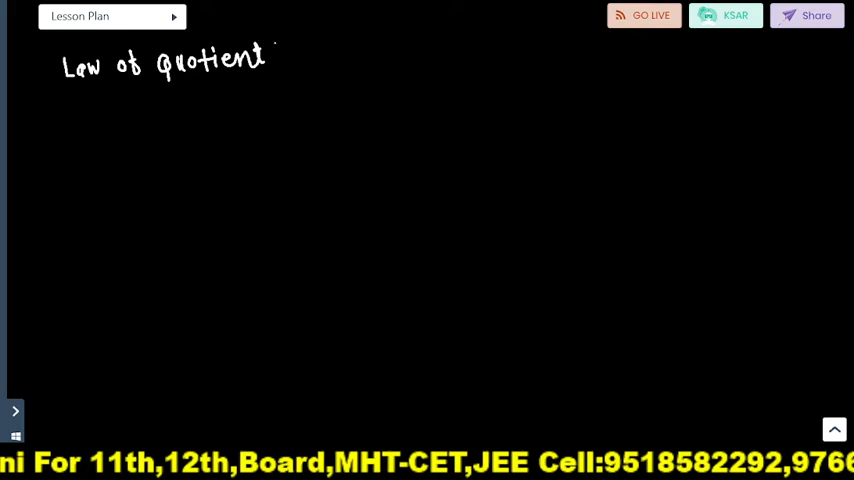 Lesson Plan
GO LIVE
KSAR
Share
Law of quotient
ni For 11th,12th,Board,MHT-CET,JEE Cell:9518582292,9766